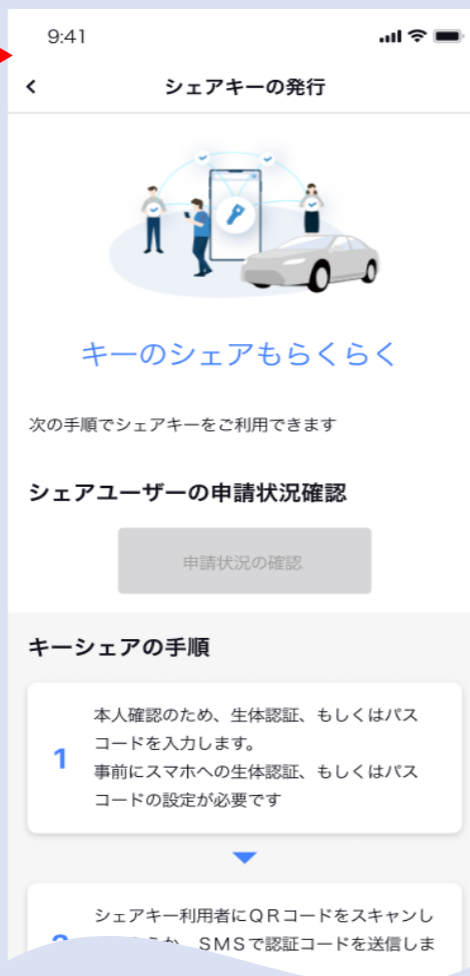 9:41
シェアキーの発行
キーのシェアもらくらく
次の手順でシェアキーをご利用できます
シェアユーザーの申請状況確認
申請状況の確認
キーシェアの手順
1
本人確認のため、生体認証、もしくはパス
コードを入力します。
事前にスマホへの生体認証、もしくはパス
コードの設定が必要です
シェアキー利用者にQRコードをスキャンし
か、SMSで認証コードを送信しま